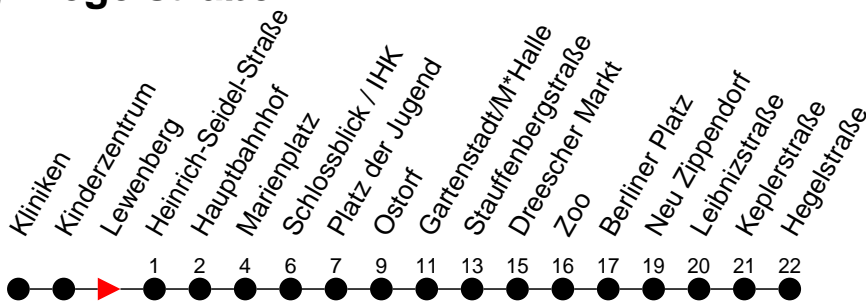 Kliniken
Kinderzentrum
Lewenberg
Heinrich-Seidel-Straße
Hauptbahnhof
Marienplatz
Schlossblick / IHK
Platz der Jugend
Ostorf
Gartenstadt/M*Halle
Stauffenbergstraße
Dreescher Markt
Zoo
Berliner Platz
Neu Zippendorf
Leibnizstraße
Keplerstraße
Hegelstraße
1 2 4 6 7 9 11 13 15 16 17 19 20 21 22